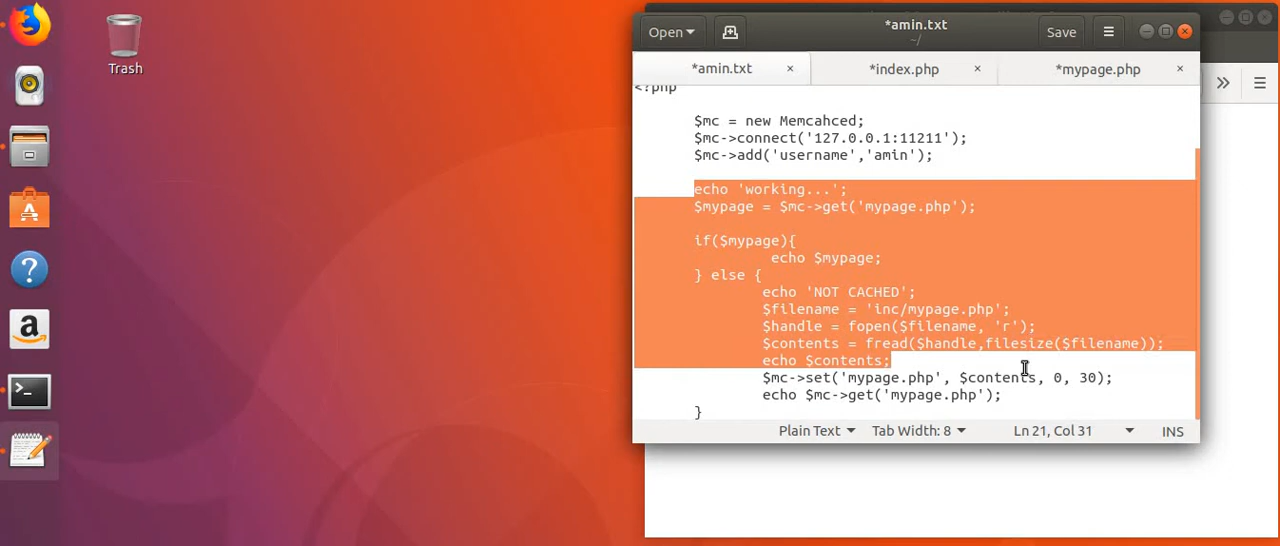 Trash
Open
*amin.txt
~/
Save
*amin.txt
*index.php
*mypage.php
<?php
$mc = new Memcahced;
$mc->connect('127.0.0.1:11211');
$mc->add('username','amin');
echo 'working...';
$mypage = $mc->get('mypage.php');
if($mypage){
echo $mypage;
} else {
echo 'NOT CACHED';
$filename = 'inc/mypage.php';
$handle = fopen($filename, 'r');
$contents = fread($handle,filesize($filename));
echo $contents;
$mc->set('mypage.php', $contents, 0, 30);
echo $mc->get('mypage.php');
}
Plain Text
Tab Width: 8
Ln 21, Col 31
INS